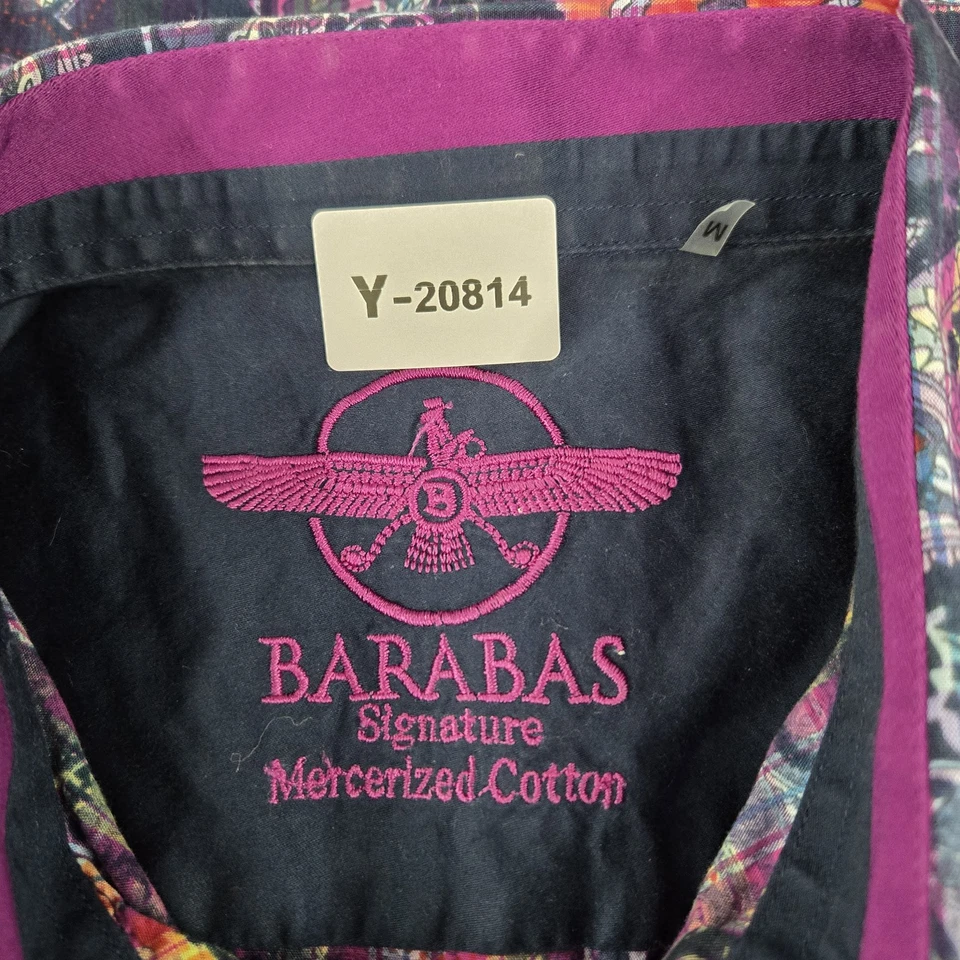 Y-20814
M
B
BARABAS
Signature
Mercerized Cotton